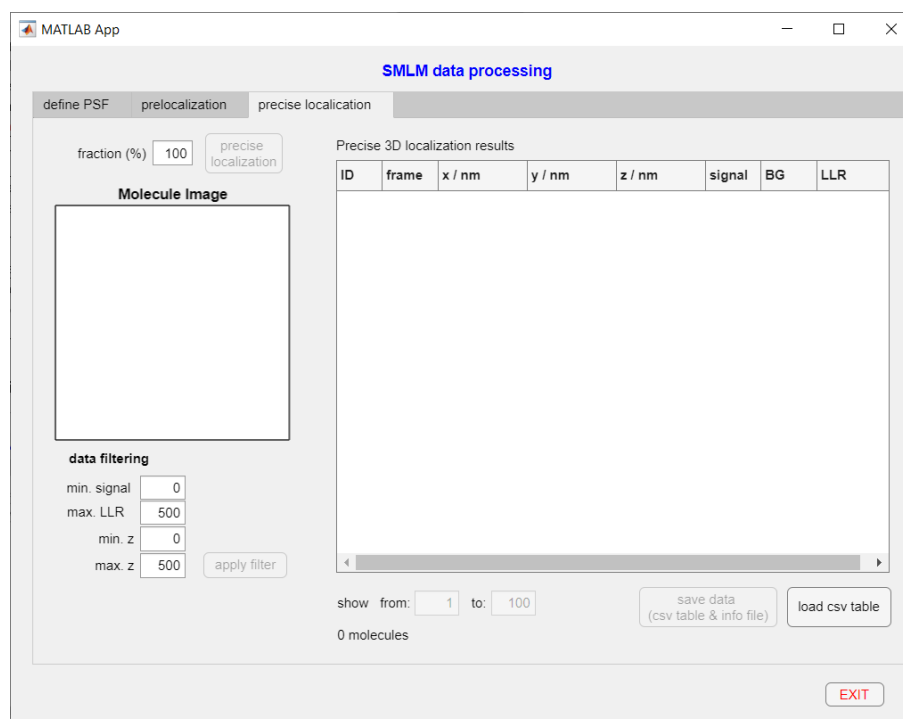 MATLAB App
SMLM data processing
define PSF prelocalization precise localication
fraction (%) 100 precise localization
Molecule Image
data filtering
min. signal 0
max. LLR 500
min. z 0
max. z 500 apply filter
Precise 3D localization results
ID frame x / nm y / nm z / nm signal BG LLR
show from: 1 to: 100
0 molecules
save data
(csv table & info file)
load csv table
EXIT